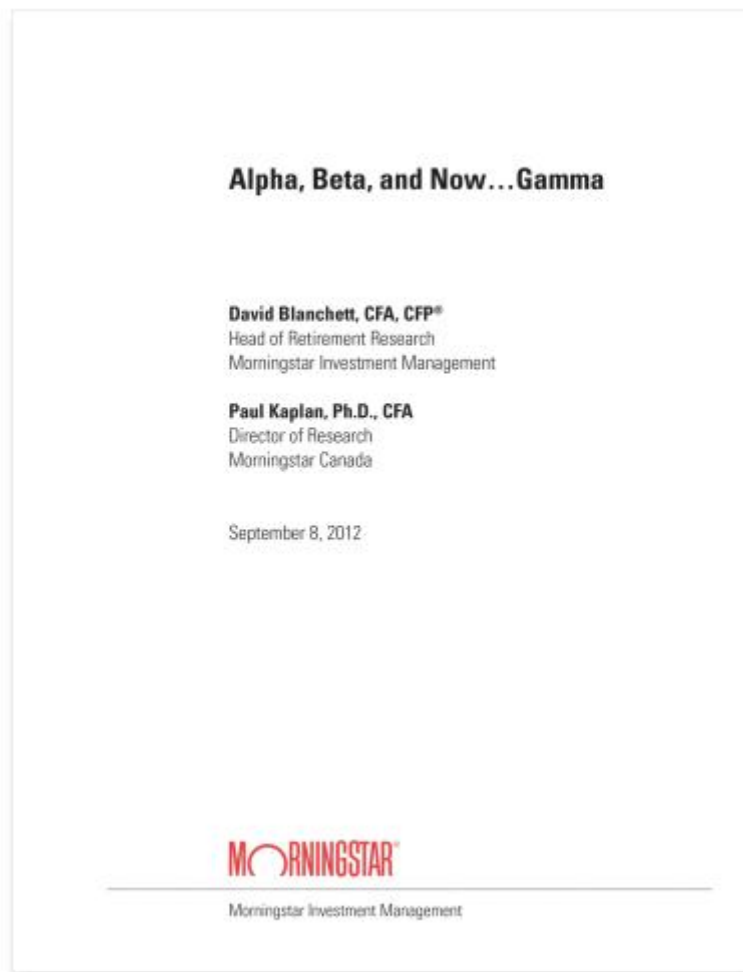 Alpha, Beta, and Now…Gamma
David Blanchett, CFA, CFP®
Head of Retirement Research
Morningstar Investment Management
Paul Kaplan, Ph.D., CFA
Director of Research
Morningstar Canada
September 8, 2012
MORNINGSTAR®
Morningstar Investment Management